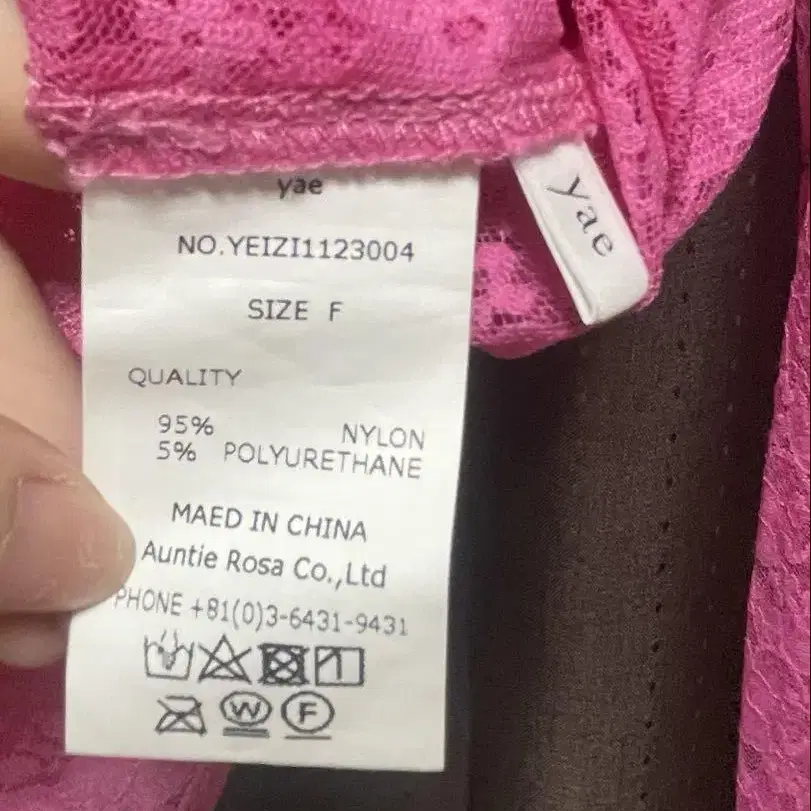 yae
yae
NO.YEIZI1123004
SIZE F
QUALITY
95% NYLON
5% POLYURETHANE
MAED IN CHINA
Auntie Rosa Co.,Ltd
PHONE +81(0)3-6431-9431
W F